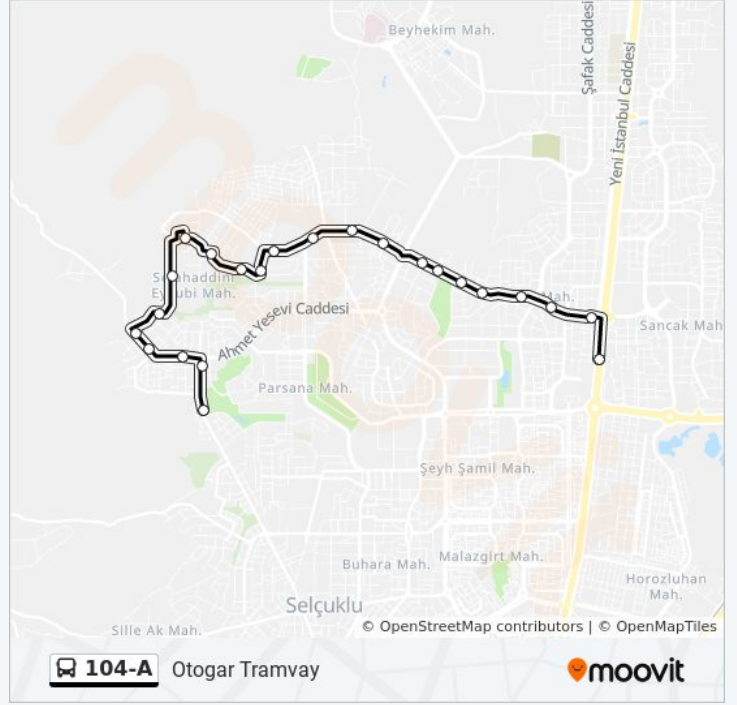 Beyhekim Mah.
Şafak Caddesi
Yeni İstanbul Caddesi
Eyyubi Mah.
Mah.
Ahmet Yesevi Caddesi
Sancak Mah
Parsana Mah.
Şeyh Şamil Mah.
Buhara Mah.
Malazgirt Mah.
Horozluhan
Mah.
Selçuklu
Sille Ak Mah.
© OpenStreetMap contributors | © OpenMapTiles
104-A Otogar Tramvay
moovit